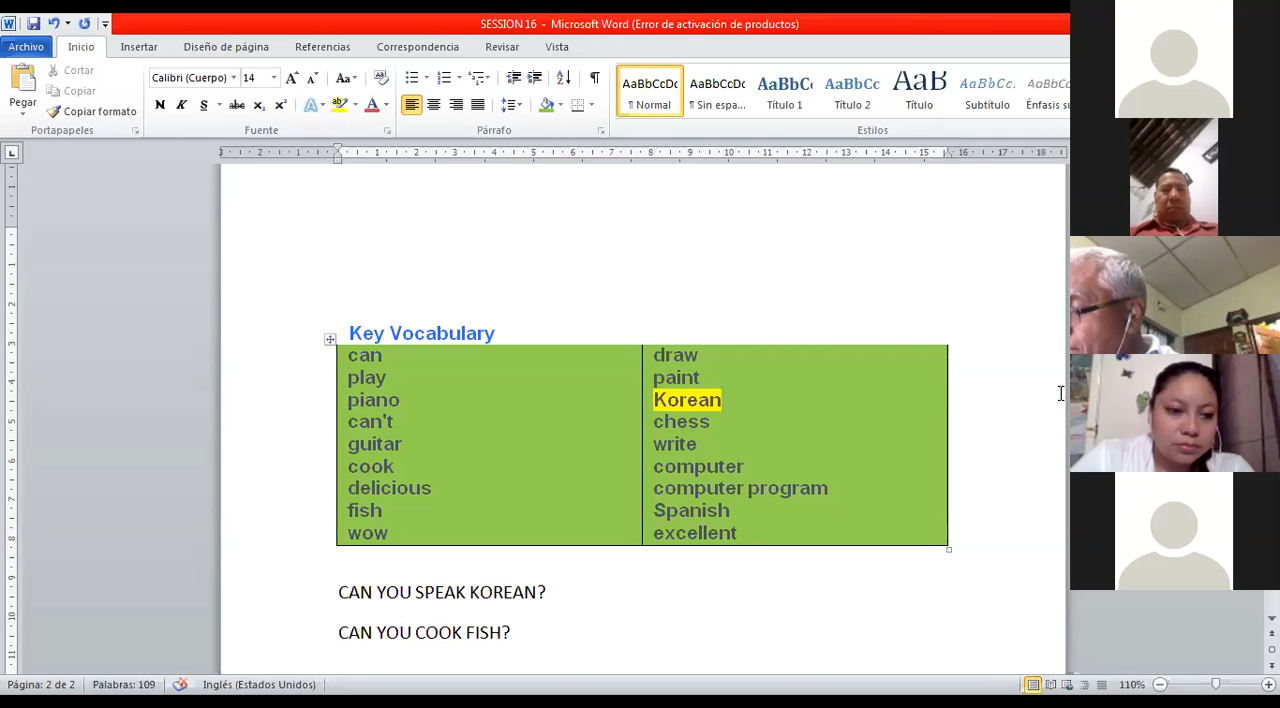 SESSION 16 - Microsoft Word (Error de activación de productos)
Archivo Inicio Insertar Diseño de página Referencias Correspondencia Revisar Vista
Pegar
Cortar
Copiar
Copiar formato
Portapapeles
Calibri (Cuerpo) 14
Fuente
Párrafo
AaBbCcDc AaBbCcDc AaBbC AaBbCc AaB AaBbCc. AaBbCc
¶ Normal ¶ Sin espa... Título 1 Título 2 Título Subtítulo Énfasis su
Estilos
Key Vocabulary
can draw
play paint
piano Korean
can't chess
guitar write
cook computer
delicious computer program
fish Spanish
wow excellent
CAN YOU SPEAK KOREAN?
CAN YOU COOK FISH?
Página: 2 de 2 Palabras: 109 Inglés (Estados Unidos) 110%